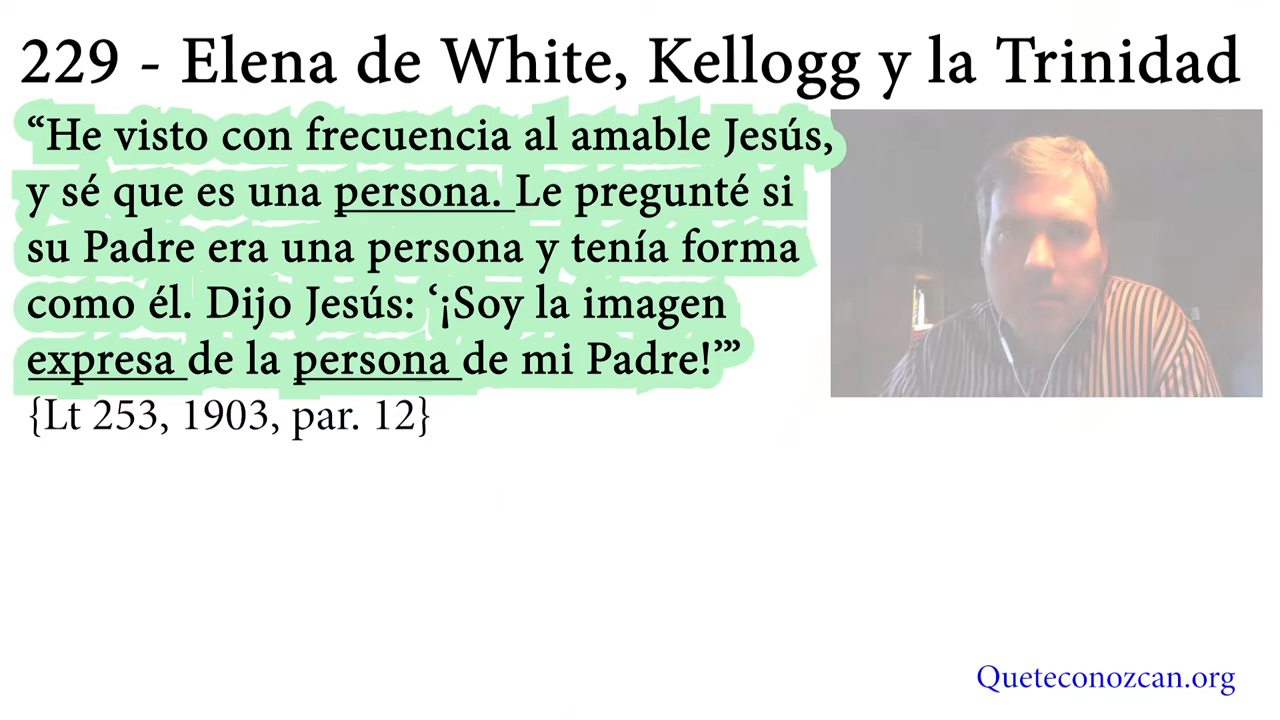 229 - Elena de White, Kellogg y la Trinidad
“He visto con frecuencia al amable Jesús,
y sé que es una persona. Le pregunté si
su Padre era una persona y tenía forma
como él. Dijo Jesús: ‘¡Soy la imagen
expresa de la persona de mi Padre!’”
{Lt 253, 1903, par. 12}
Queteconozcan.org